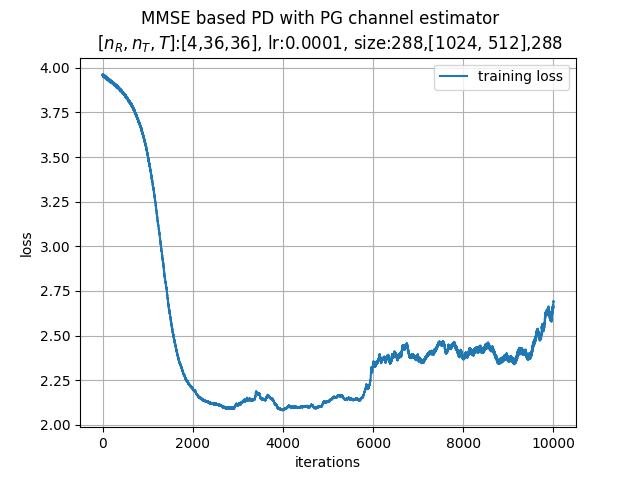 MMSE based PD with PG channel estimator
[n_R, n_T, T]:[4,36,36], lr:0.0001, size:288,[1024, 512],288
training loss
4.00
3.75
3.50
3.25
3.00
2.75
2.50
2.25
2.00
loss
0 2000 4000 6000 8000 10000
iterations